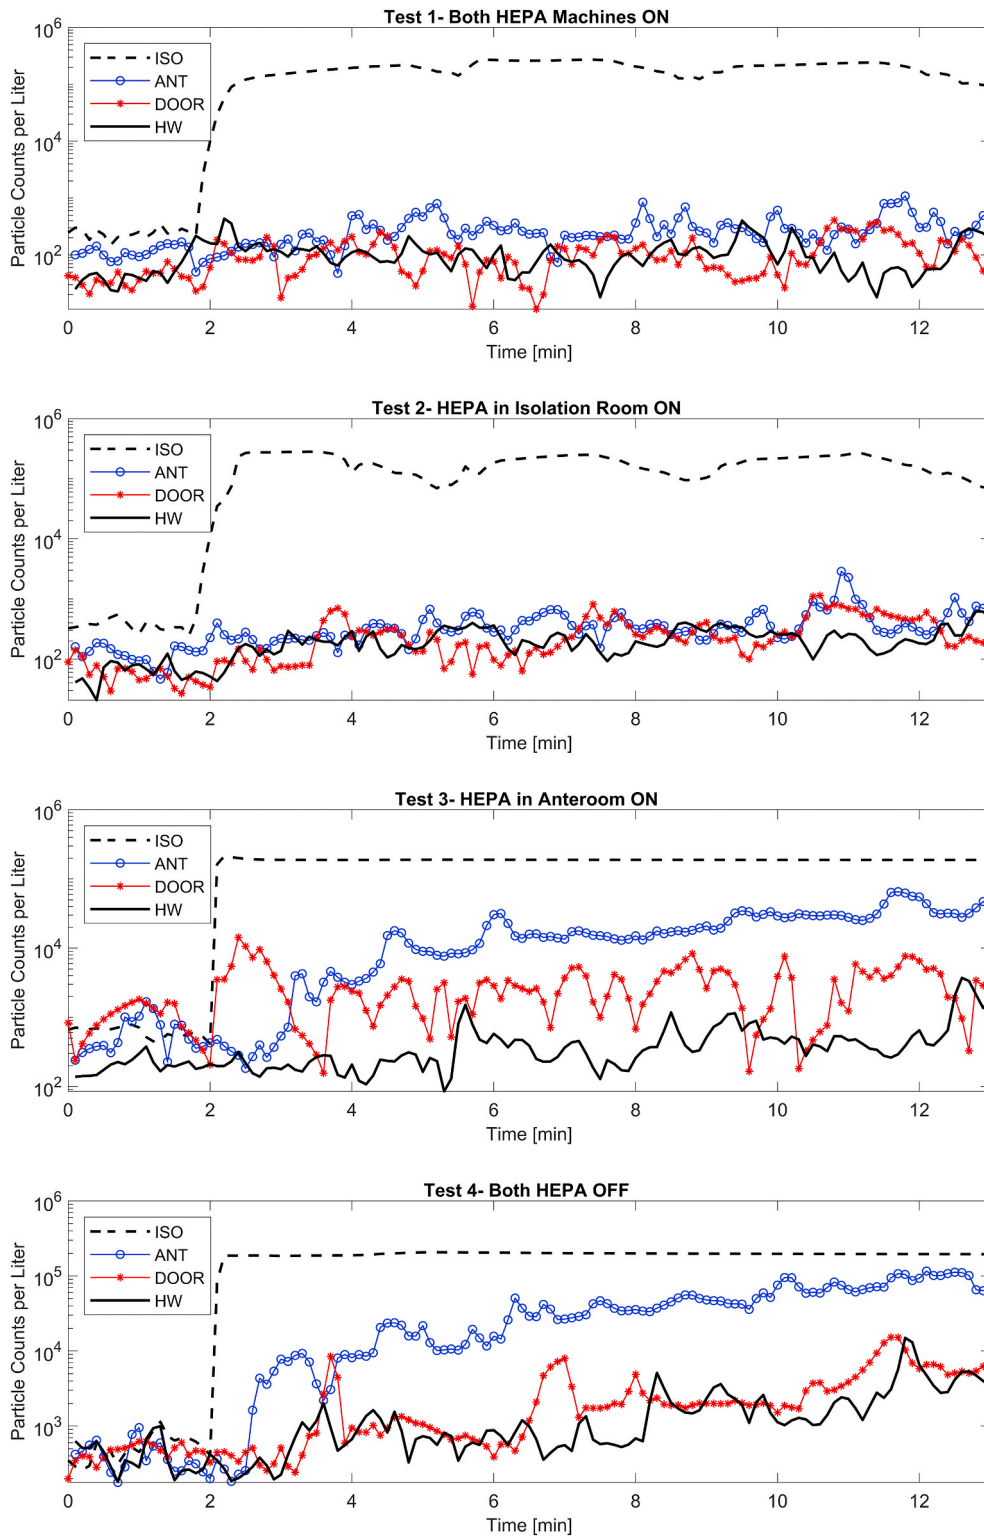 Test 1- Both HEPA Machines ON
Particle Counts per Liter
10^6
10^4
10^2
ISO
ANT
DOOR
HW
0 2 4 6 8 10 12
Time [min]
Test 2- HEPA in Isolation Room ON
Particle Counts per Liter
10^6
10^4
10^2
ISO
ANT
DOOR
HW
0 2 4 6 8 10 12
Time [min]
Test 3- HEPA in Anteroom ON
Particle Counts per Liter
10^6
10^4
10^2
ISO
ANT
DOOR
HW
0 2 4 6 8 10 12
Time [min]
Test 4- Both HEPA OFF
Particle Counts per Liter
10^6
10^5
10^4
10^3
ISO
ANT
DOOR
HW
0 2 4 6 8 10 12
Time [min]